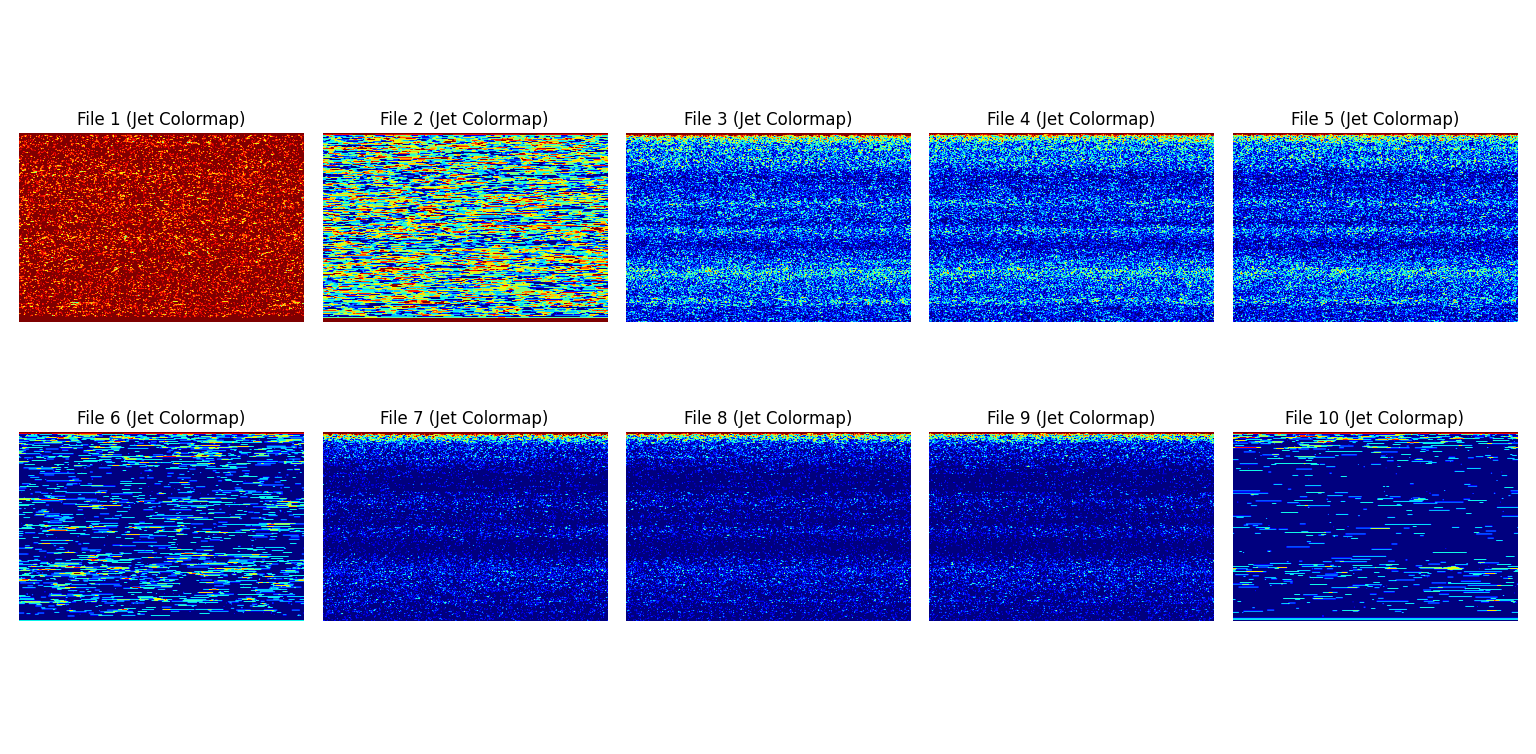 File 1 (Jet Colormap)
File 2 (Jet Colormap)
File 3 (Jet Colormap)
File 4 (Jet Colormap)
File 5 (Jet Colormap)
File 6 (Jet Colormap)
File 7 (Jet Colormap)
File 8 (Jet Colormap)
File 9 (Jet Colormap)
File 10 (Jet Colormap)